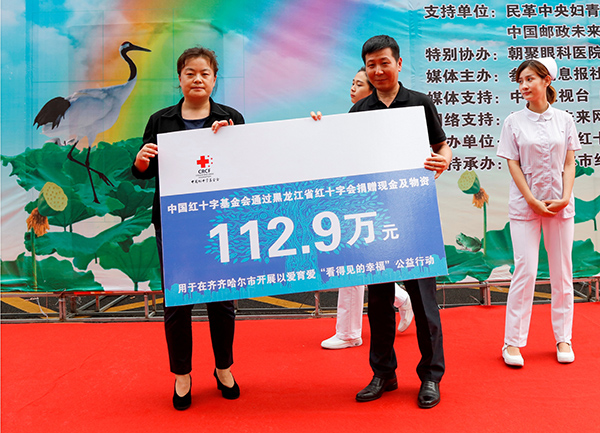 支持单位：民革中央妇青
中国邮政未来
特别协办：朝聚眼科医院
媒体主办：
息报社
媒体支持：中
视台
网络支持：
来网
办单位：
红十字
持承办：
市红
CRCF
中国红十字基金会
中国红十字基金会通过黑龙江省红十字会捐赠现金及物资
112.9万元
用于在齐齐哈尔市开展以爱育爱“看得见的幸福”公益行动